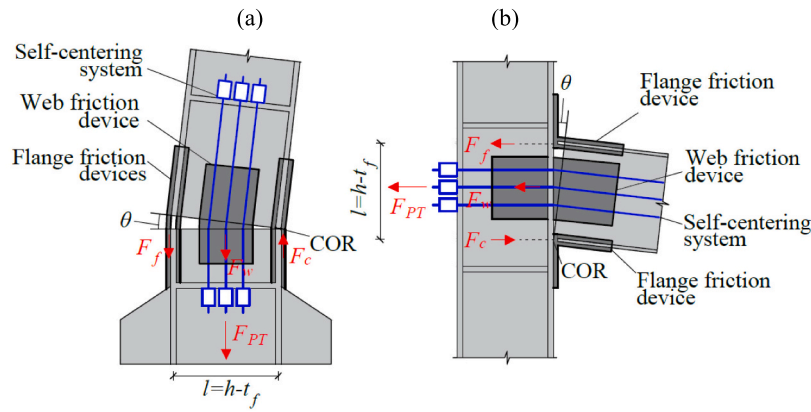 (a)
Self-centering
system
Web friction
device
Flange friction
devices
θ
F_f
F_w
F_c
COR
F_PT
l=h-t_f
(b)
θ
Flange friction
device
F_f
Web friction
device
l=h-t_f
F_PT
F_w
Self-centering
system
F_c
COR
Flange friction
device